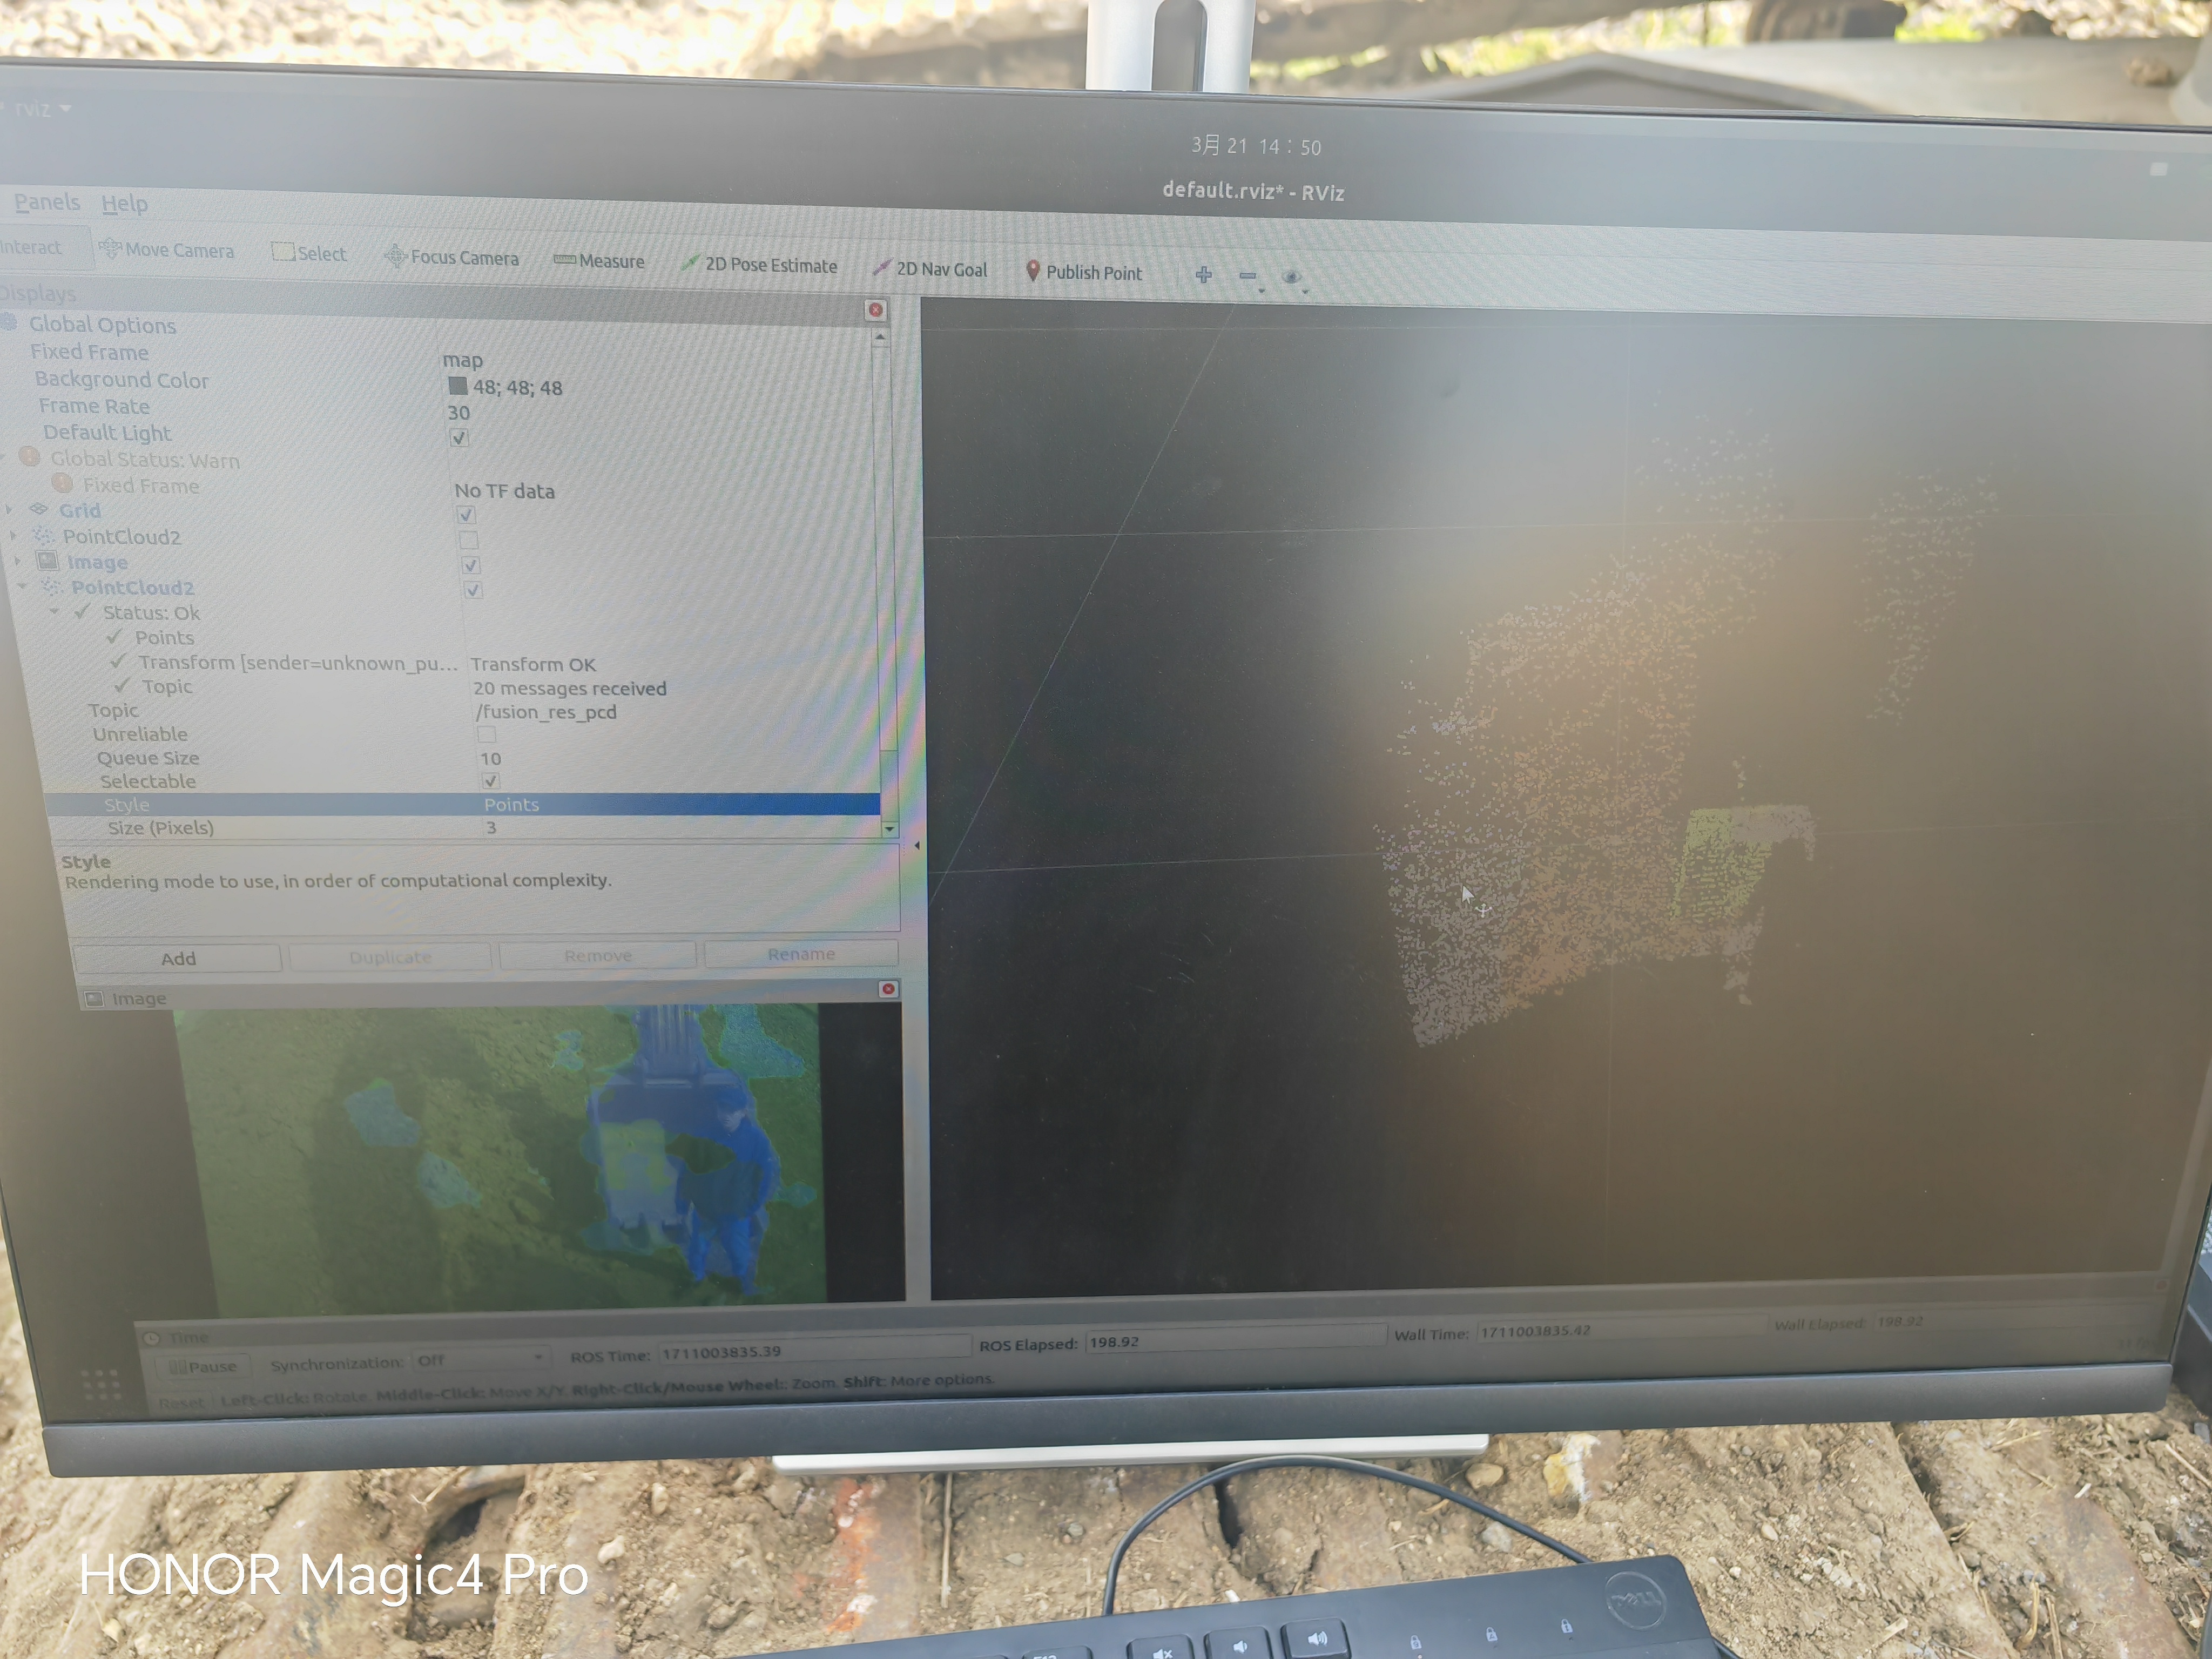 rviz
3月 21 14：50
default.rviz* - RViz
Panels Help
Interact Move Camera Select Focus Camera Measure 2D Pose Estimate 2D Nav Goal Publish Point
Displays
Global Options
Fixed Frame map
Background Color 48; 48; 48
Frame Rate 30
Default Light
Global Status: Warn
Fixed Frame No TF data
Grid
PointCloud2
Image
PointCloud2
Status: Ok
Points
Transform [sender=unknown_pu... Transform OK
Topic 20 messages received
Topic /fusion_res_pcd
Unreliable
Queue Size 10
Selectable
Style Points
Size (Pixels) 3
Style
Rendering mode to use, in order of computational complexity.
Add Duplicate Remove Rename
Image
Time
Pause Synchronization: Off ROS Time: 1711003835.39 ROS Elapsed: 198.92 Wall Time: 1711003835.42 Wall Elapsed: 198.92
Reset Left-Click: Rotate. Middle-Click: Move X/Y. Right-Click/Mouse Wheel:: Zoom. Shift: More options.
HONOR Magic4 Pro
DELL